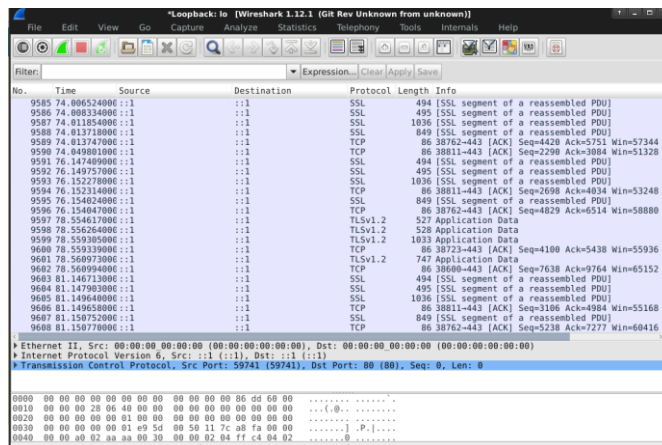 *Loopback: lo [Wireshark 1.12.1 (Git Rev Unknown from unknown)]
File Edit View Go Capture Analyze Statistics Telephony Tools Internals Help
Filter: Expression... Clear Apply Save
No. Time Source Destination Protocol Length Info
9585 74.006524000 ::1 ::1 SSL 494 [SSL segment of a reassembled PDU]
9586 74.008334000 ::1 ::1 SSL 495 [SSL segment of a reassembled PDU]
9587 74.011854000 ::1 ::1 SSL 1036 [SSL segment of a reassembled PDU]
9588 74.013718000 ::1 ::1 SSL 849 [SSL segment of a reassembled PDU]
9589 74.013747000 ::1 ::1 TCP 86 38762→443 [ACK] Seq=4420 Ack=5751 Win=57344
9590 74.049801000 ::1 ::1 TCP 86 38811→443 [ACK] Seq=2290 Ack=3084 Win=51328
9591 76.147409000 ::1 ::1 SSL 494 [SSL segment of a reassembled PDU]
9592 76.149757000 ::1 ::1 SSL 495 [SSL segment of a reassembled PDU]
9593 76.152278000 ::1 ::1 SSL 1036 [SSL segment of a reassembled PDU]
9594 76.152314000 ::1 ::1 TCP 86 38811→443 [ACK] Seq=2698 Ack=4034 Win=53248
9595 76.154024000 ::1 ::1 SSL 849 [SSL segment of a reassembled PDU]
9596 76.154047000 ::1 ::1 TCP 86 38762→443 [ACK] Seq=4829 Ack=6514 Win=58880
9597 78.554617000 ::1 ::1 TLSv1.2 527 Application Data
9598 78.556264000 ::1 ::1 TLSv1.2 528 Application Data
9599 78.559305000 ::1 ::1 TLSv1.2 1033 Application Data
9600 78.559339000 ::1 ::1 TCP 86 38723→443 [ACK] Seq=4100 Ack=5438 Win=55936
9601 78.560973000 ::1 ::1 TLSv1.2 747 Application Data
9602 78.560994000 ::1 ::1 TCP 86 38600→443 [ACK] Seq=7638 Ack=9764 Win=65152
9603 81.146713000 ::1 ::1 SSL 494 [SSL segment of a reassembled PDU]
9604 81.147903000 ::1 ::1 SSL 495 [SSL segment of a reassembled PDU]
9605 81.149640000 ::1 ::1 SSL 1036 [SSL segment of a reassembled PDU]
9606 81.149658000 ::1 ::1 TCP 86 38811→443 [ACK] Seq=3106 Ack=4984 Win=55168
9607 81.150752000 ::1 ::1 SSL 849 [SSL segment of a reassembled PDU]
9608 81.150770000 ::1 ::1 TCP 86 38762→443 [ACK] Seq=5238 Ack=7277 Win=60416
Ethernet II, Src: 00:00:00_00:00:00 (00:00:00:00:00:00), Dst: 00:00:00_00:00:00 (00:00:00:00:00:00)
Internet Protocol Version 6, Src: ::1 (::1), Dst: ::1 (::1)
Transmission Control Protocol, Src Port: 59741 (59741), Dst Port: 80 (80), Seq: 0, Len: 0
0000 00 00 00 00 00 00 00 00 00 00 00 00 86 dd 60 00 ........ ......`.
0010 00 00 00 28 06 40 00 00 00 00 00 00 00 00 00 00 ...(.@.. ........
0020 00 00 00 00 00 01 00 00 00 00 00 00 00 00 00 00 ........ ........
0030 00 00 00 00 00 01 e9 5d 00 50 11 7c a8 fa 00 00 .......] .P.|....
0040 00 00 a0 02 aa aa 00 30 00 00 02 04 ff c4 04 02 .......0 ........